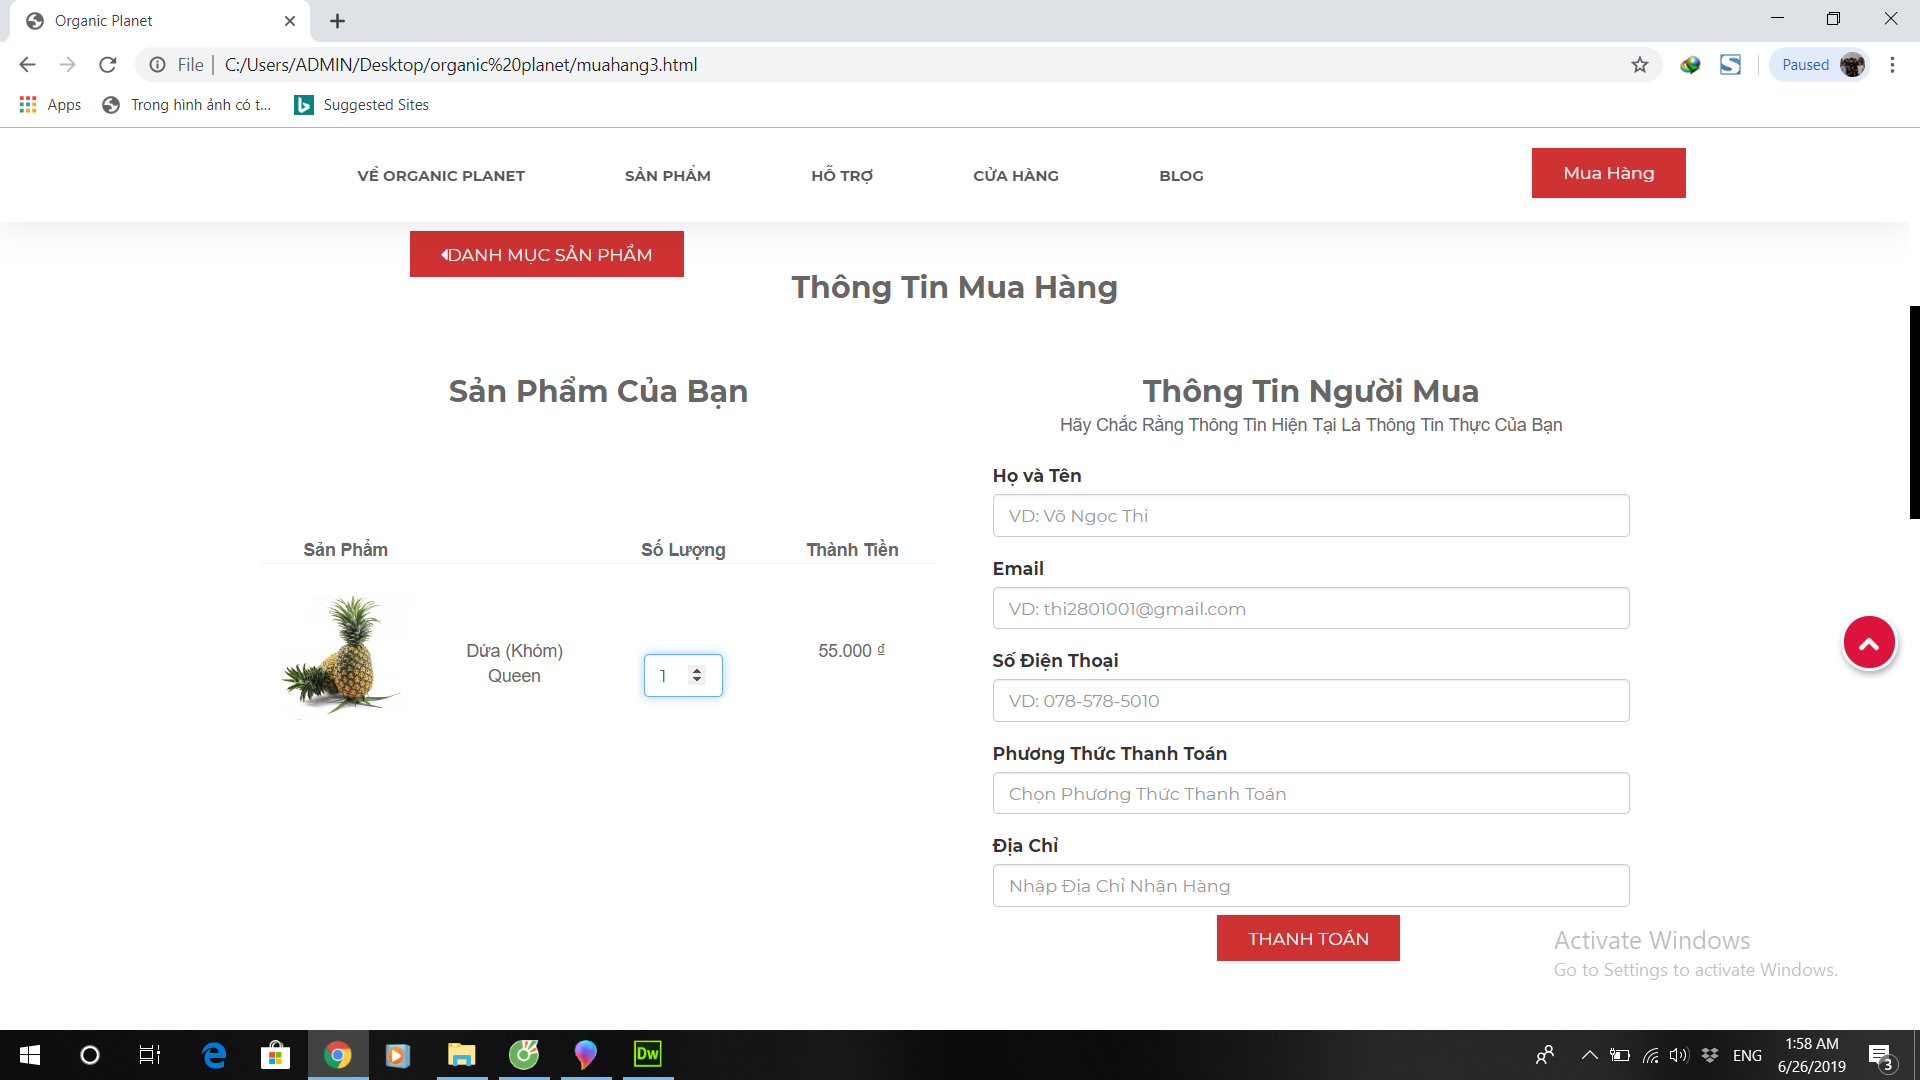 Organic Planet
File
C:/Users/ADMIN/Desktop/organic%20planet/muahang3.html
Paused
Apps
Trong hình ảnh có t...
Suggested Sites
VỀ ORGANIC PLANET
SẢN PHẨM
HỖ TRỢ
CỬA HÀNG
BLOG
Mua Hàng
DANH MỤC SẢN PHẨM
Thông Tin Mua Hàng
Sản Phẩm Của Bạn
Sản Phẩm
Số Lượng
Thành Tiền
Dứa (Khóm)
Queen
1
55.000 ₫
Thông Tin Người Mua
Hãy Chắc Rằng Thông Tin Hiện Tại Là Thông Tin Thực Của Bạn
Họ và Tên
VD: Võ Ngọc Thi
Email
VD: thi2801001@gmail.com
Số Điện Thoại
VD: 078-578-5010
Phương Thức Thanh Toán
Chọn Phương Thức Thanh Toán
Địa Chỉ
Nhập Địa Chỉ Nhận Hàng
THANH TOÁN
Activate Windows
Go to Settings to activate Windows.
Dw
ENG
1:58 AM
6/26/2019
3